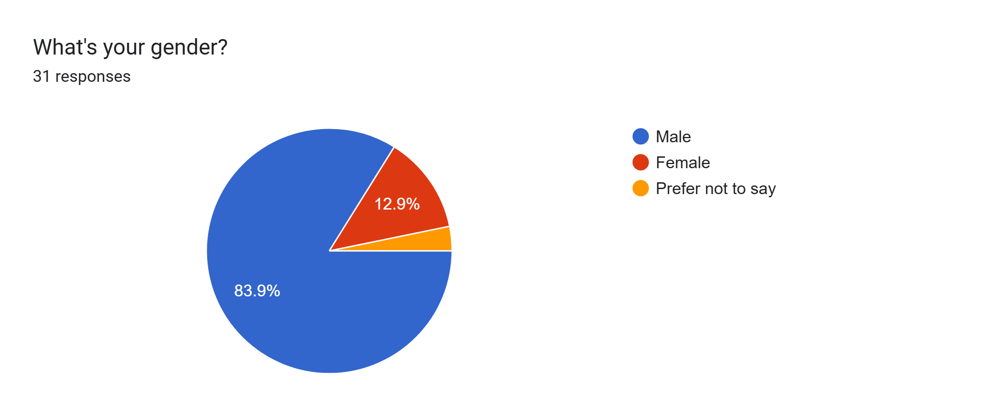 What's your gender?
31 responses
Male
Female
Prefer not to say
12.9%
83.9%